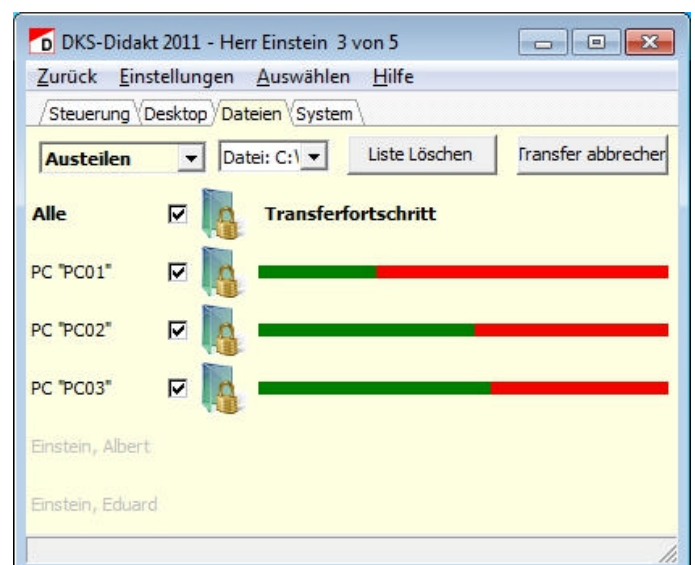 D DKS-Didakt 2011 - Herr Einstein 3 von 5
Zurück Einstellungen Auswählen Hilfe
Steuerung Desktop Dateien System
Austeilen Datei: C:\ Liste Löschen Transfer abbrechen
Alle Transferfortschritt
PC "PC01"
PC "PC02"
PC "PC03"
Einstein, Albert
Einstein, Eduard